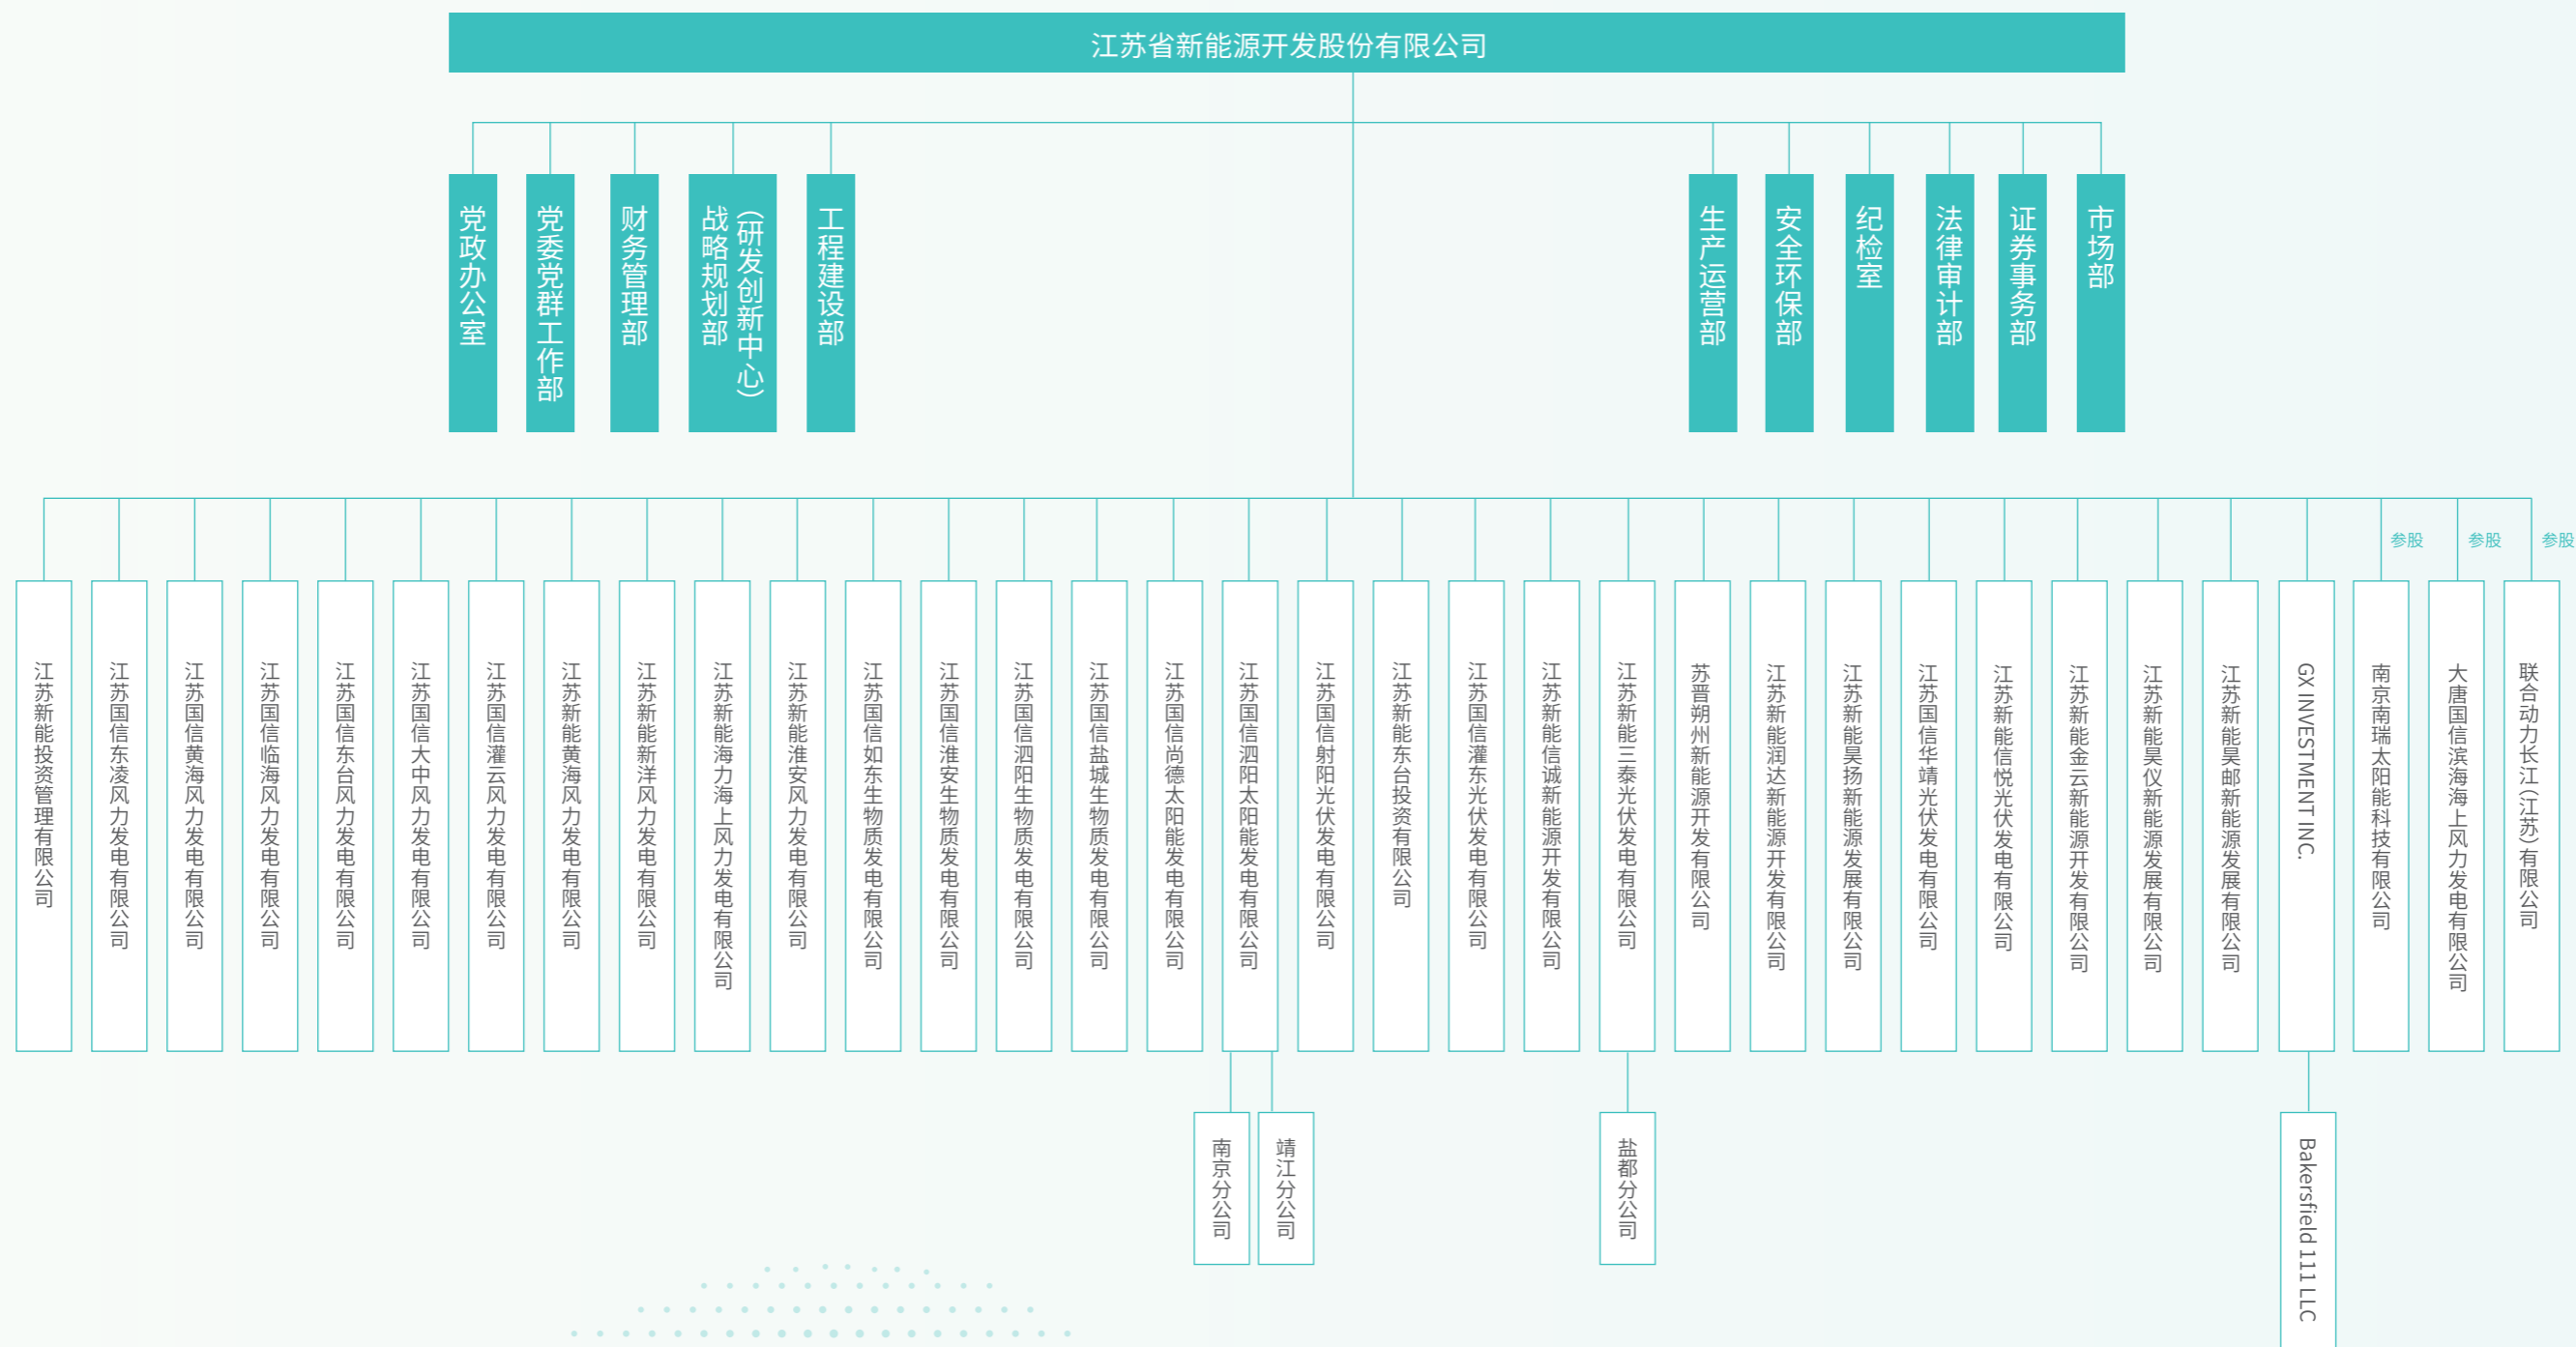 江苏省新能源开发股份有限公司
党政办公室
党委党群工作部
财务管理部
战略规划部
（研发创新中心）
工程建设部
生产运营部
安全环保部
纪检室
法律审计部
证券事务部
市场部
参股
参股
参股
江苏新能投资管理有限公司
江苏国信东凌风力发电有限公司
江苏国信黄海风力发电有限公司
江苏国信临海风力发电有限公司
江苏国信东台风力发电有限公司
江苏国信大中风力发电有限公司
江苏国信灌云风力发电有限公司
江苏新能黄海风力发电有限公司
江苏新能新洋风力发电有限公司
江苏新能海力海上风力发电有限公司
江苏新能淮安风力发电有限公司
江苏国信如东生物质发电有限公司
江苏国信淮安生物质发电有限公司
江苏国信泗阳生物质发电有限公司
江苏国信盐城生物质发电有限公司
江苏国信尚德太阳能发电有限公司
江苏国信泗阳太阳能发电有限公司
江苏国信射阳光伏发电有限公司
江苏新能东台投资有限公司
江苏国信灌东光伏发电有限公司
江苏新能信诚新能源开发有限公司
江苏新能三泰光伏发电有限公司
苏晋朔州新能源开发有限公司
江苏新能润达新能源开发有限公司
江苏新能昊扬新能源发展有限公司
江苏国信华靖光伏发电有限公司
江苏新能信悦光伏发电有限公司
江苏新能金云新能源开发有限公司
江苏新能昊仪新能源发展有限公司
江苏新能昊邮新能源发展有限公司
GX INVESTMENT INC.
南京南瑞太阳能科技有限公司
大唐国信滨海海上风力发电有限公司
联合动力长江（江苏）有限公司
南京分公司
靖江分公司
盐都分公司
Bakersfield 111 LLC